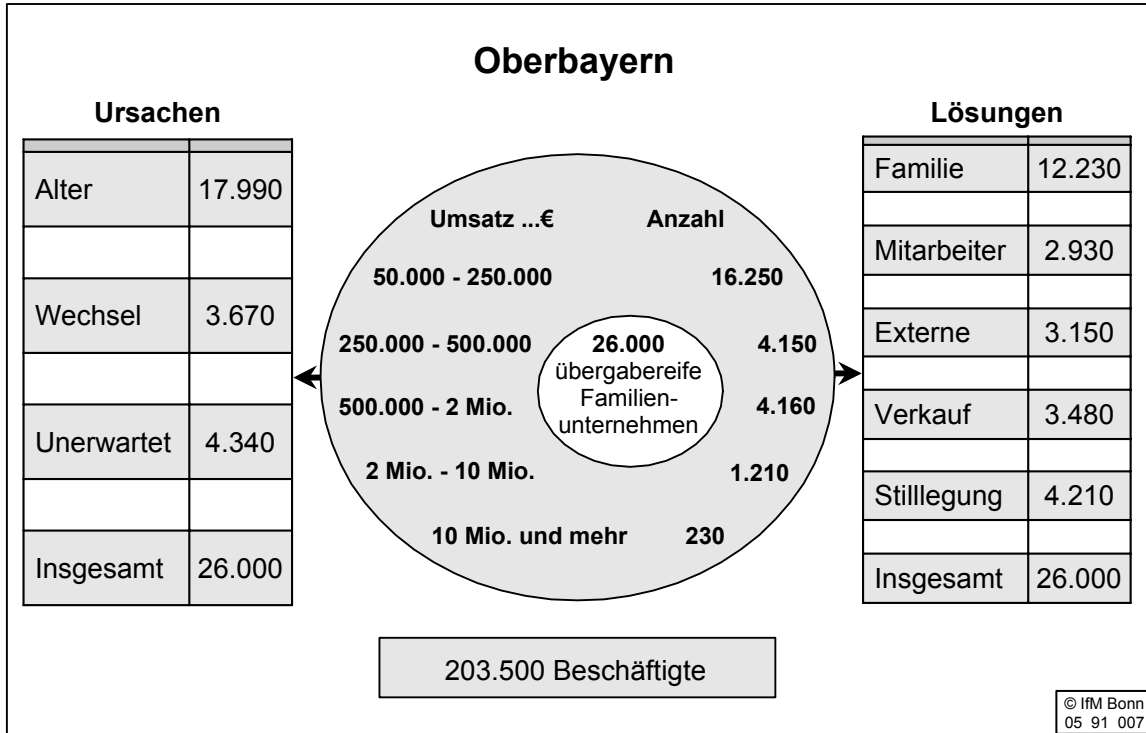 Oberbayern
Ursachen
Alter 17.990
Wechsel 3.670
Unerwartet 4.340
Insgesamt 26.000
Umsatz ...€ Anzahl
50.000 - 250.000 16.250
250.000 - 500.000 4.150
500.000 - 2 Mio. 4.160
2 Mio. - 10 Mio. 1.210
10 Mio. und mehr 230
26.000
übergabereife
Familien-
unternehmen
Lösungen
Familie 12.230
Mitarbeiter 2.930
Externe 3.150
Verkauf 3.480
Stilllegung 4.210
Insgesamt 26.000
203.500 Beschäftigte
© IfM Bonn
05 91 007